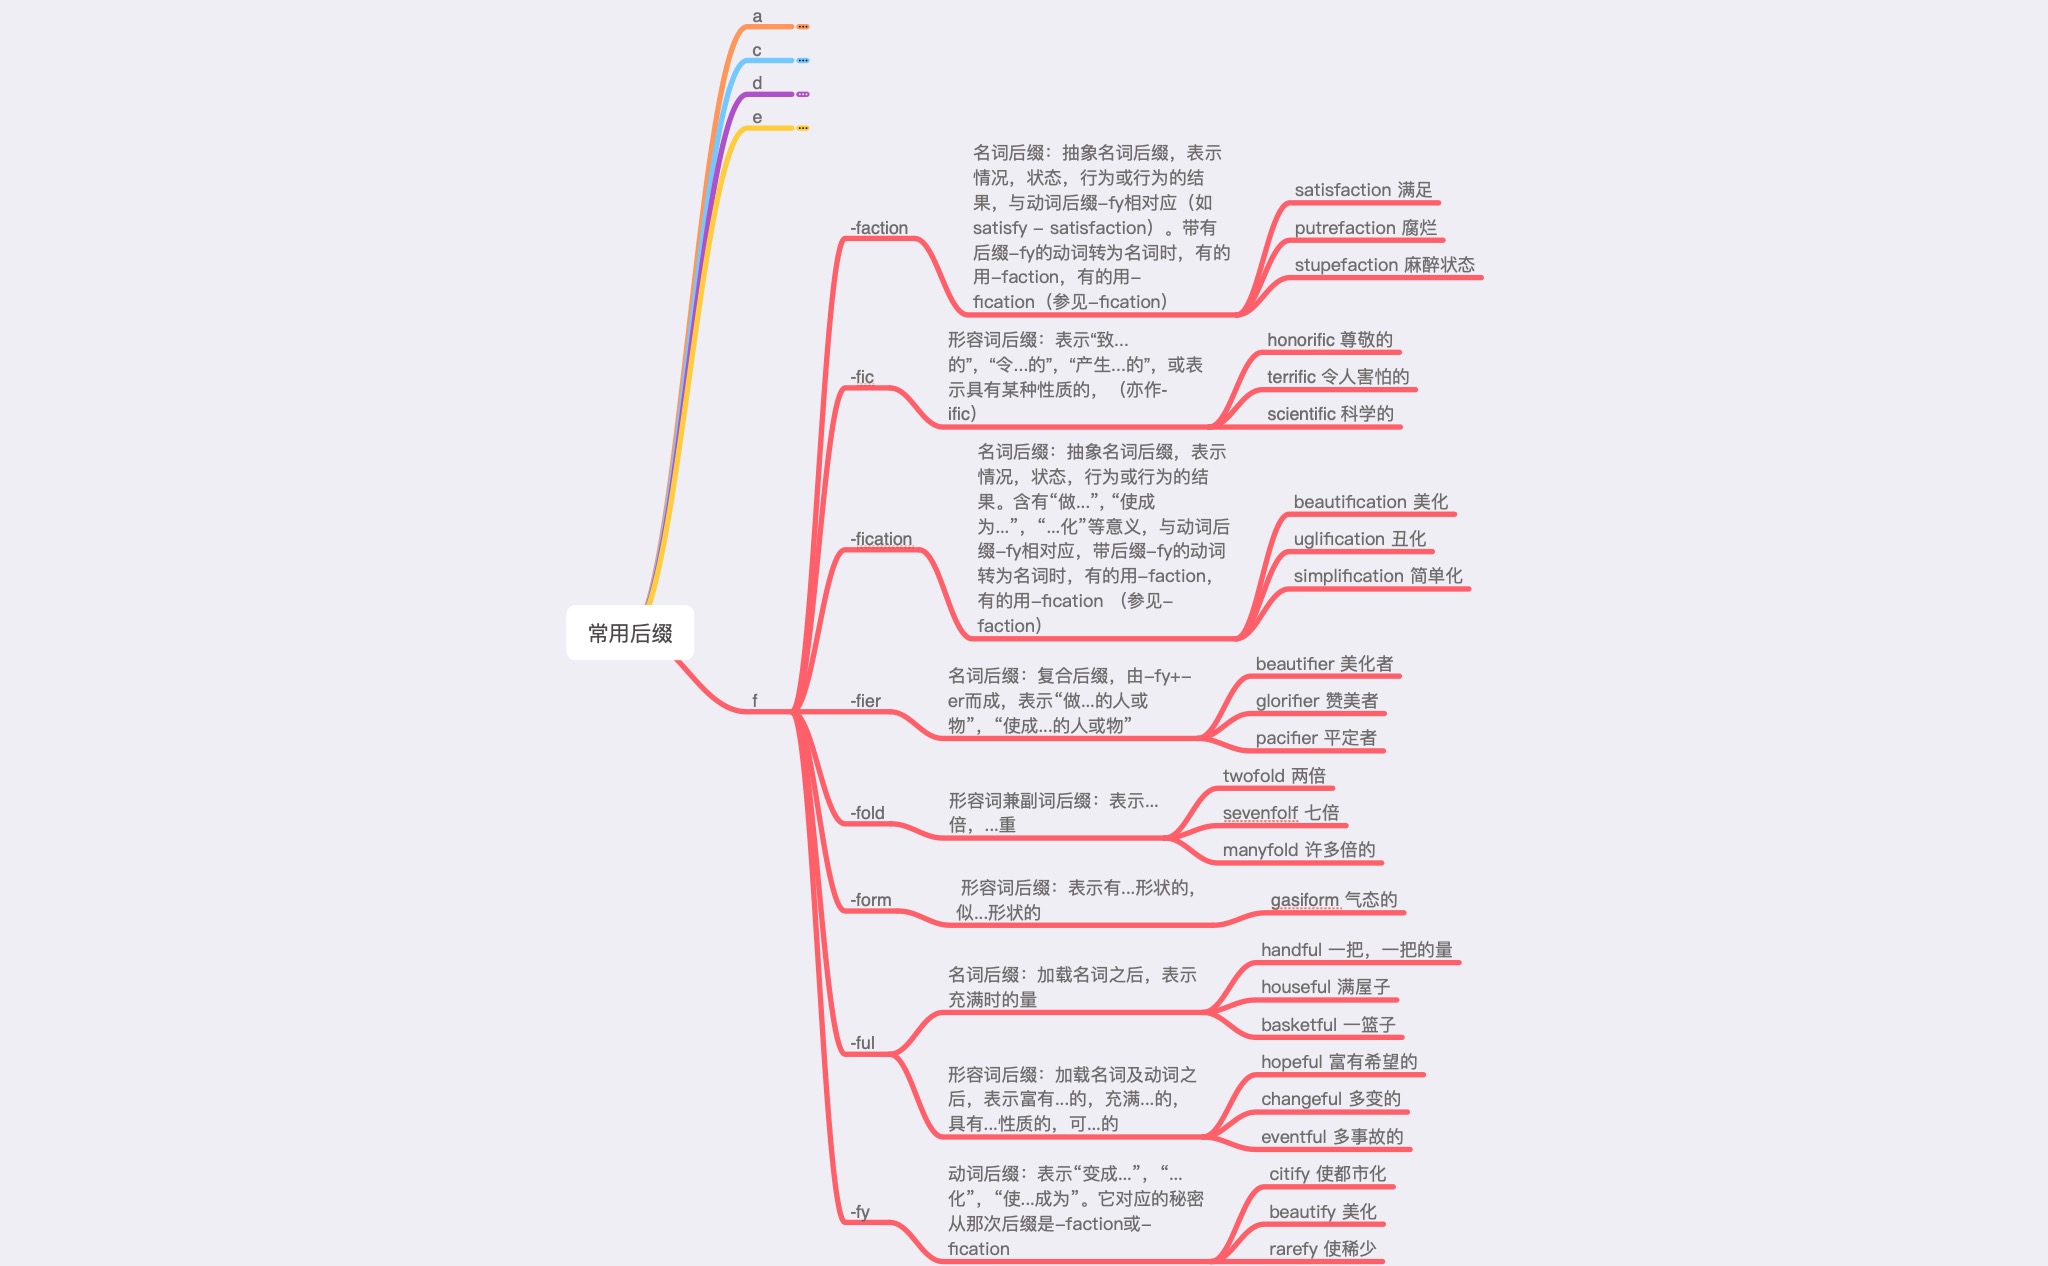 a
c
d
e
常用后缀
f
-faction
名词后缀：抽象名词后缀，表示
情况，状态，行为或行为的结
果，与动词后缀-fy相对应（如
satisfy - satisfaction）。带有
后缀-fy的动词转为名词时，有的
用-faction，有的用-
fication（参见-fication）
satisfaction 满足
putrefaction 腐烂
stupefaction 麻醉状态
-fic
形容词后缀：表示“致...
的”，“令...的”，“产生...的”，或表
示具有某种性质的，（亦作-
ific）
honorific 尊敬的
terrific 令人害怕的
scientific 科学的
-fication
名词后缀：抽象名词后缀，表示
情况，状态，行为或行为的结
果。含有“做...”，“使成
为...”，“...化”等意义，与动词后
缀-fy相对应，带后缀-fy的动词
转为名词时，有的用-faction，
有的用-fication （参见-
faction）
beautification 美化
uglification 丑化
simplification 简单化
-fier
名词后缀：复合后缀，由-fy+-
er而成，表示“做...的人或
物”，“使成...的人或物”
beautifier 美化者
glorifier 赞美者
pacifier 平定者
-fold
形容词兼副词后缀：表示...
倍，...重
twofold 两倍
sevenfolf 七倍
manyfold 许多倍的
-form
形容词后缀：表示有...形状的，
似...形状的
gasiform 气态的
-ful
名词后缀：加载名词之后，表示
充满时的量
handful 一把，一把的量
houseful 满屋子
basketful 一篮子
形容词后缀：加载名词及动词之
后，表示富有...的，充满...的，
具有...性质的，可...的
hopeful 富有希望的
changeful 多变的
eventful 多事故的
-fy
动词后缀：表示“变成...”，“...
化”，“使...成为”。它对应的秘密
从那次后缀是-faction或-
fication
citify 使都市化
beautify 美化
rarefy 使稀少